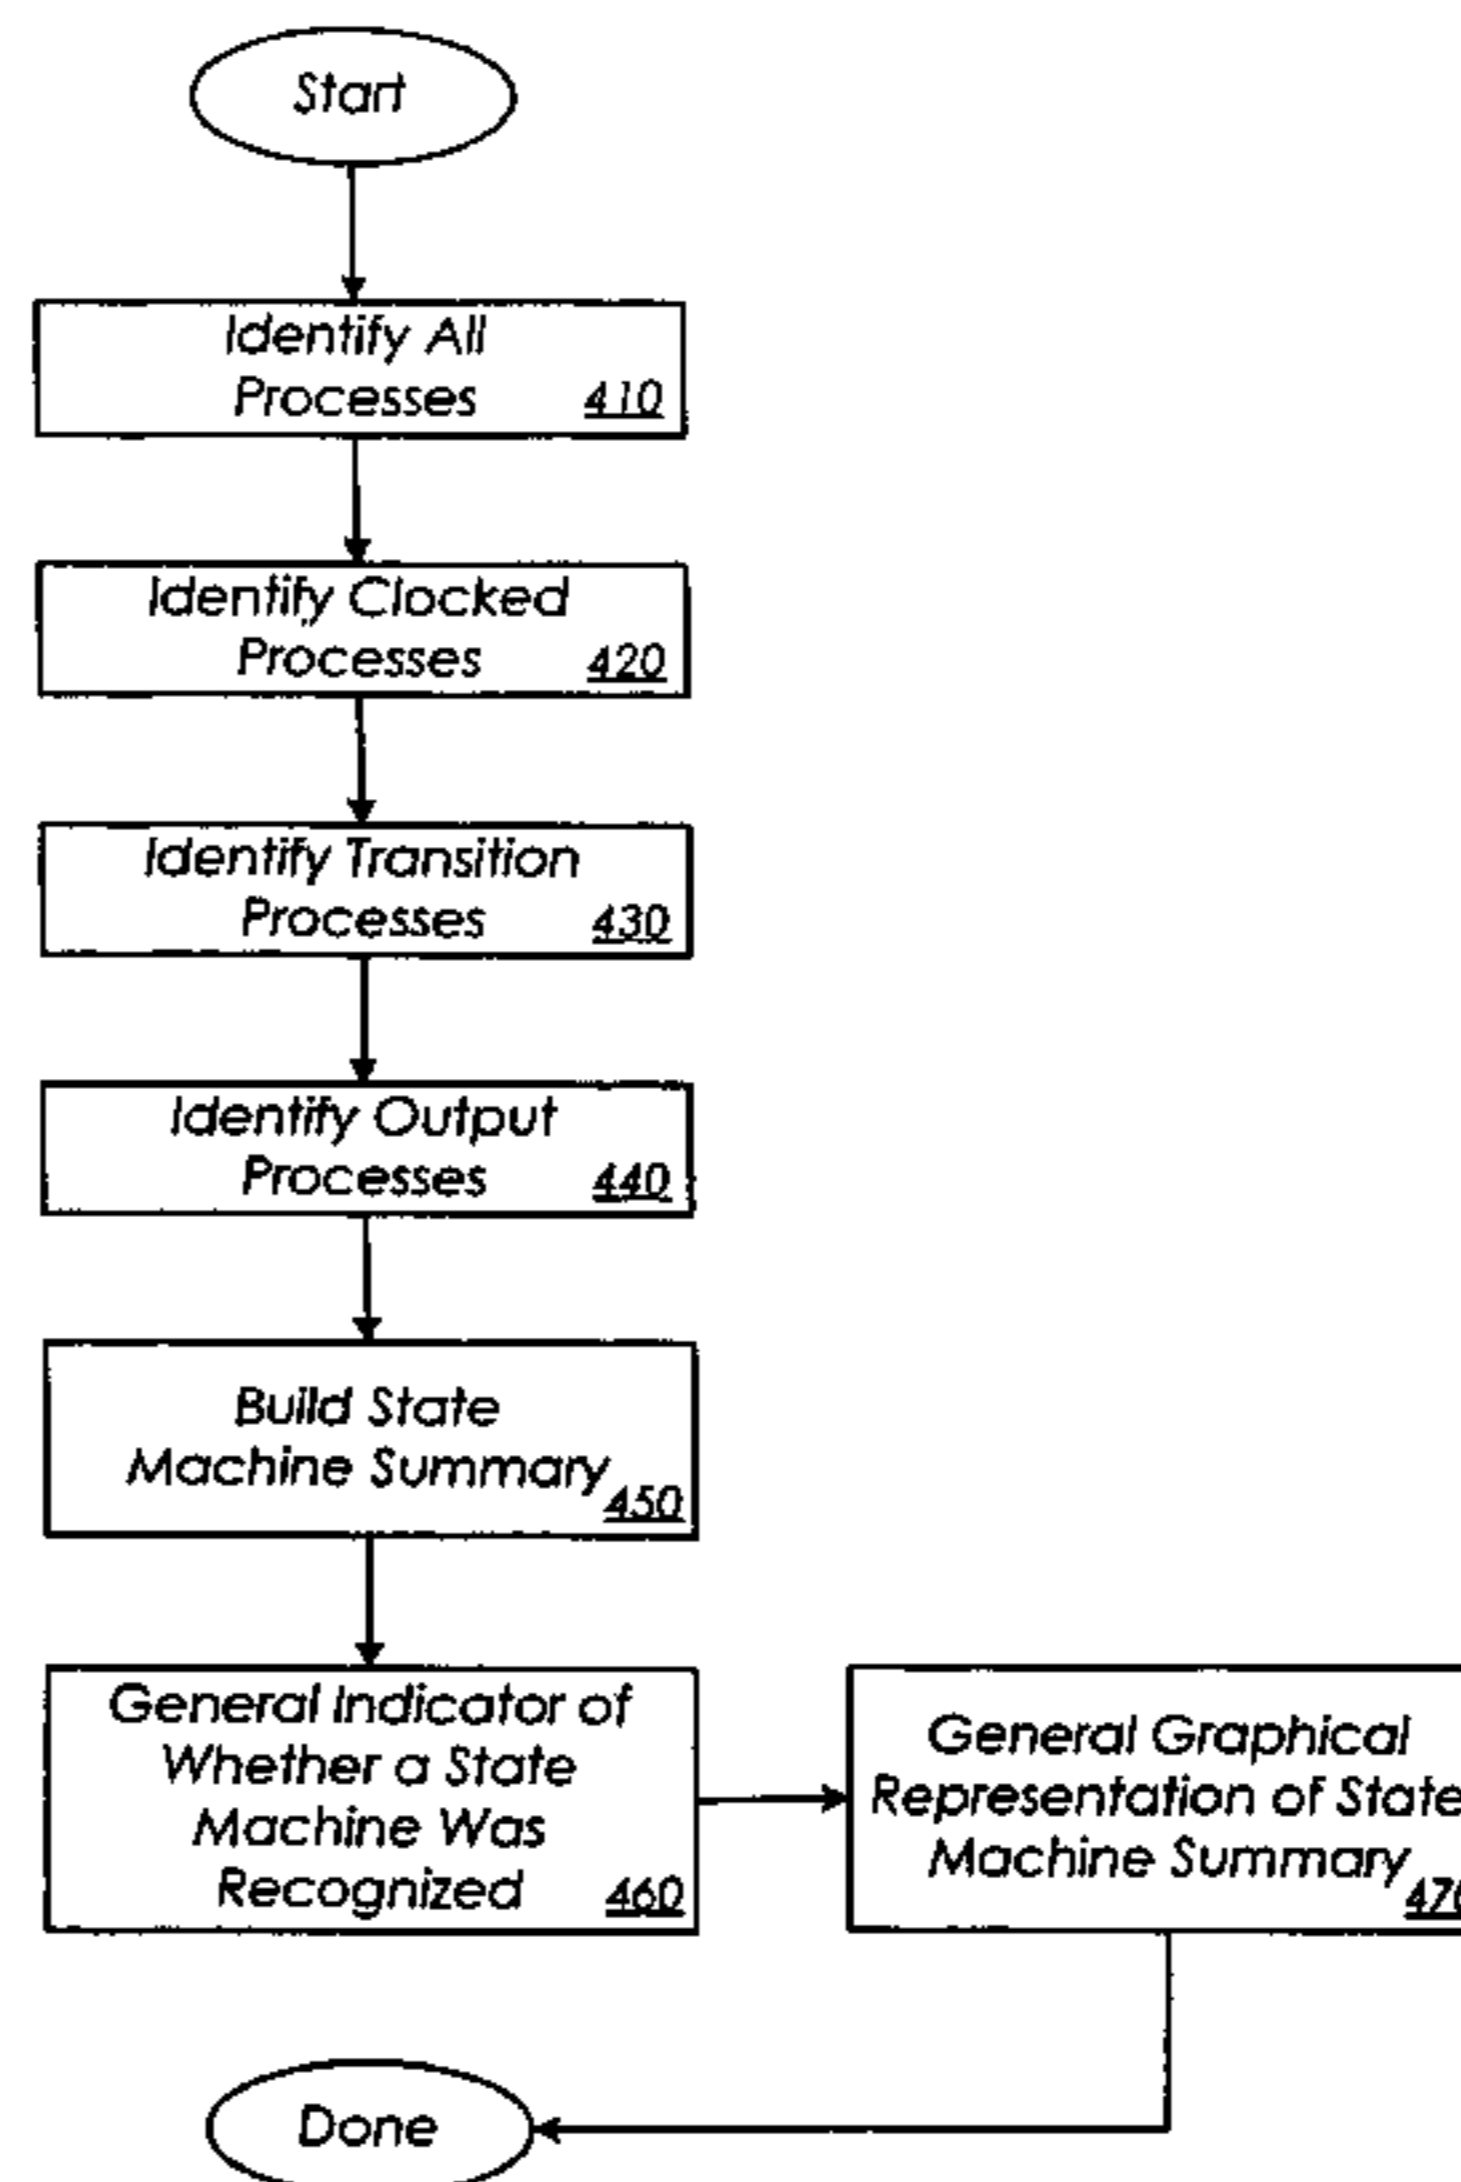 Start
Identify All
Processes 410
Identify Clocked
Processes 420
Identify Transition
Processes 430
Identify Output
Processes 440
Build State
Machine Summary
450
General Indicator of
Whether a State
Machine Was
Recognized 460
General Graphical
Representation of State
Machine Summary
470
Done